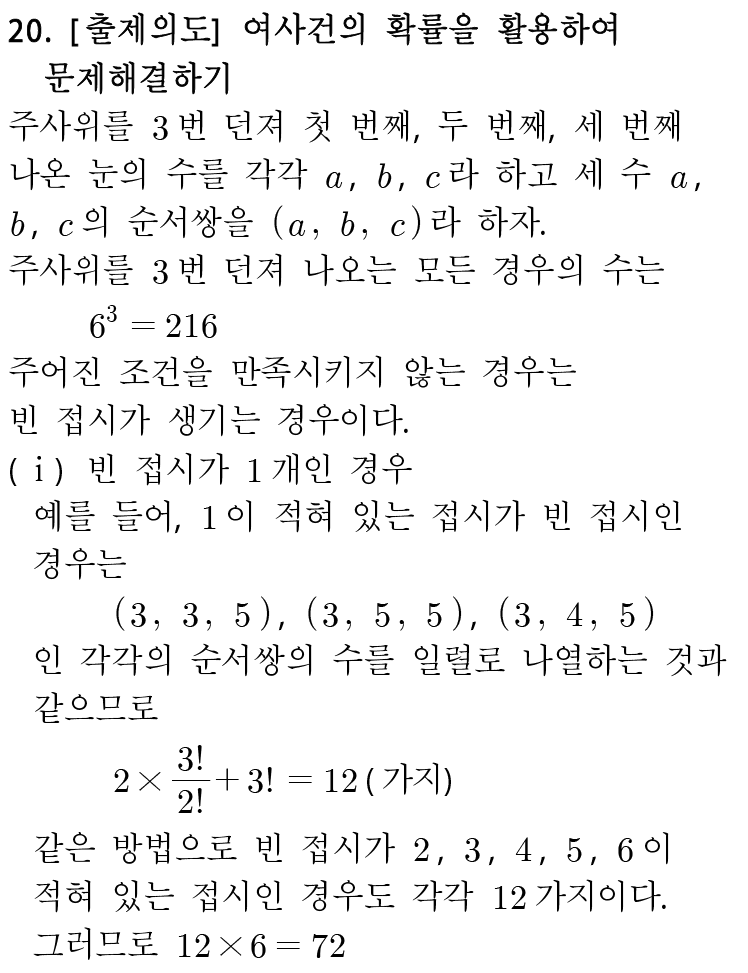 20. [출제의도] 여사건의 확률을 활용하여
문제해결하기
주사위를 3번 던져 첫 번째, 두 번째, 세 번째
나온 눈의 수를 각각 a, b, c라 하고 세 수 a,
b, c의 순서쌍을 (a, b, c)라 하자.
주사위를 3번 던져 나오는 모든 경우의 수는
6³ = 216
주어진 조건을 만족시키지 않는 경우는
빈 접시가 생기는 경우이다.
(i) 빈 접시가 1개인 경우
예를 들어, 1이 적혀 있는 접시가 빈 접시인
경우는
(3, 3, 5), (3, 5, 5), (3, 4, 5)
인 각각의 순서쌍의 수를 일렬로 나열하는 것과
같으므로
2 × 3!/2! + 3! = 12 (가지)
같은 방법으로 빈 접시가 2, 3, 4, 5, 6이
적혀 있는 접시인 경우도 각각 12가지이다.
그러므로 12 × 6 = 72